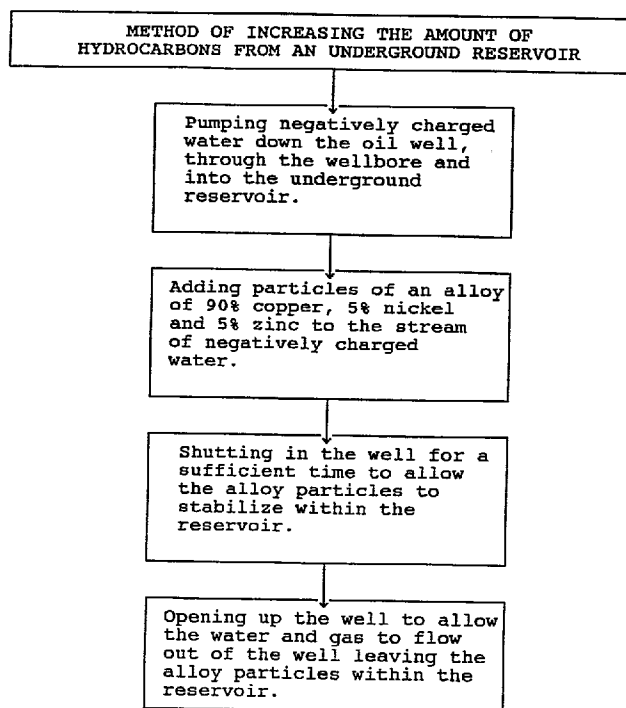 METHOD OF INCREASING THE AMOUNT OF
HYDROCARBONS FROM AN UNDERGROUND RESERVOIR
Pumping negatively charged
water down the oil well,
through the wellbore and
into the underground
reservoir.
Adding particles of an alloy
of 90% copper, 5% nickel
and 5% zinc to the stream
of negatively charged
water.
Shutting in the well for a
sufficient time to allow
the alloy particles to
stabilize within the
reservoir.
Opening up the well to allow
the water and gas to flow
out of the well leaving the
alloy particles within the
reservoir.